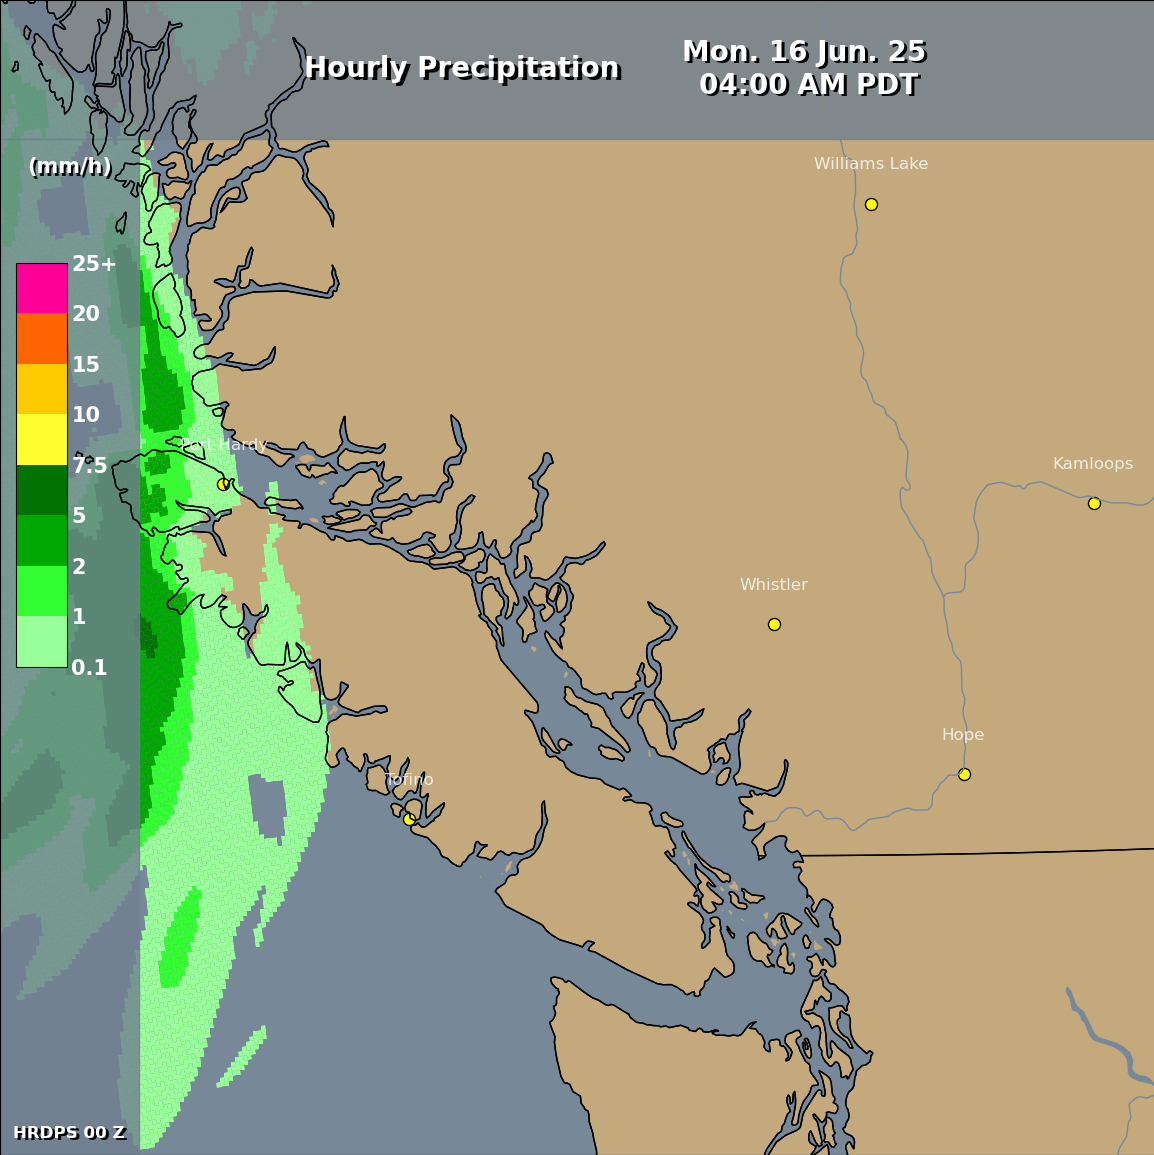 Hourly Precipitation
Mon. 16 Jun. 25
04:00 AM PDT
(mm/h)
Williams Lake
25+
20
15
10
7.5
5
2
1
0.1
Port Hardy
Kamloops
Whistler
Hope
Tofino
HRDPS 00 Z